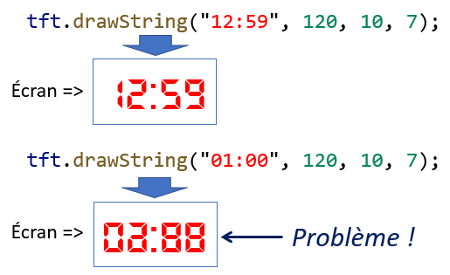 tft.drawString("12:59", 120, 10, 7);
Écran =>
12:59
tft.drawString("01:00", 120, 10, 7);
Écran =>
0a:88
Problème !